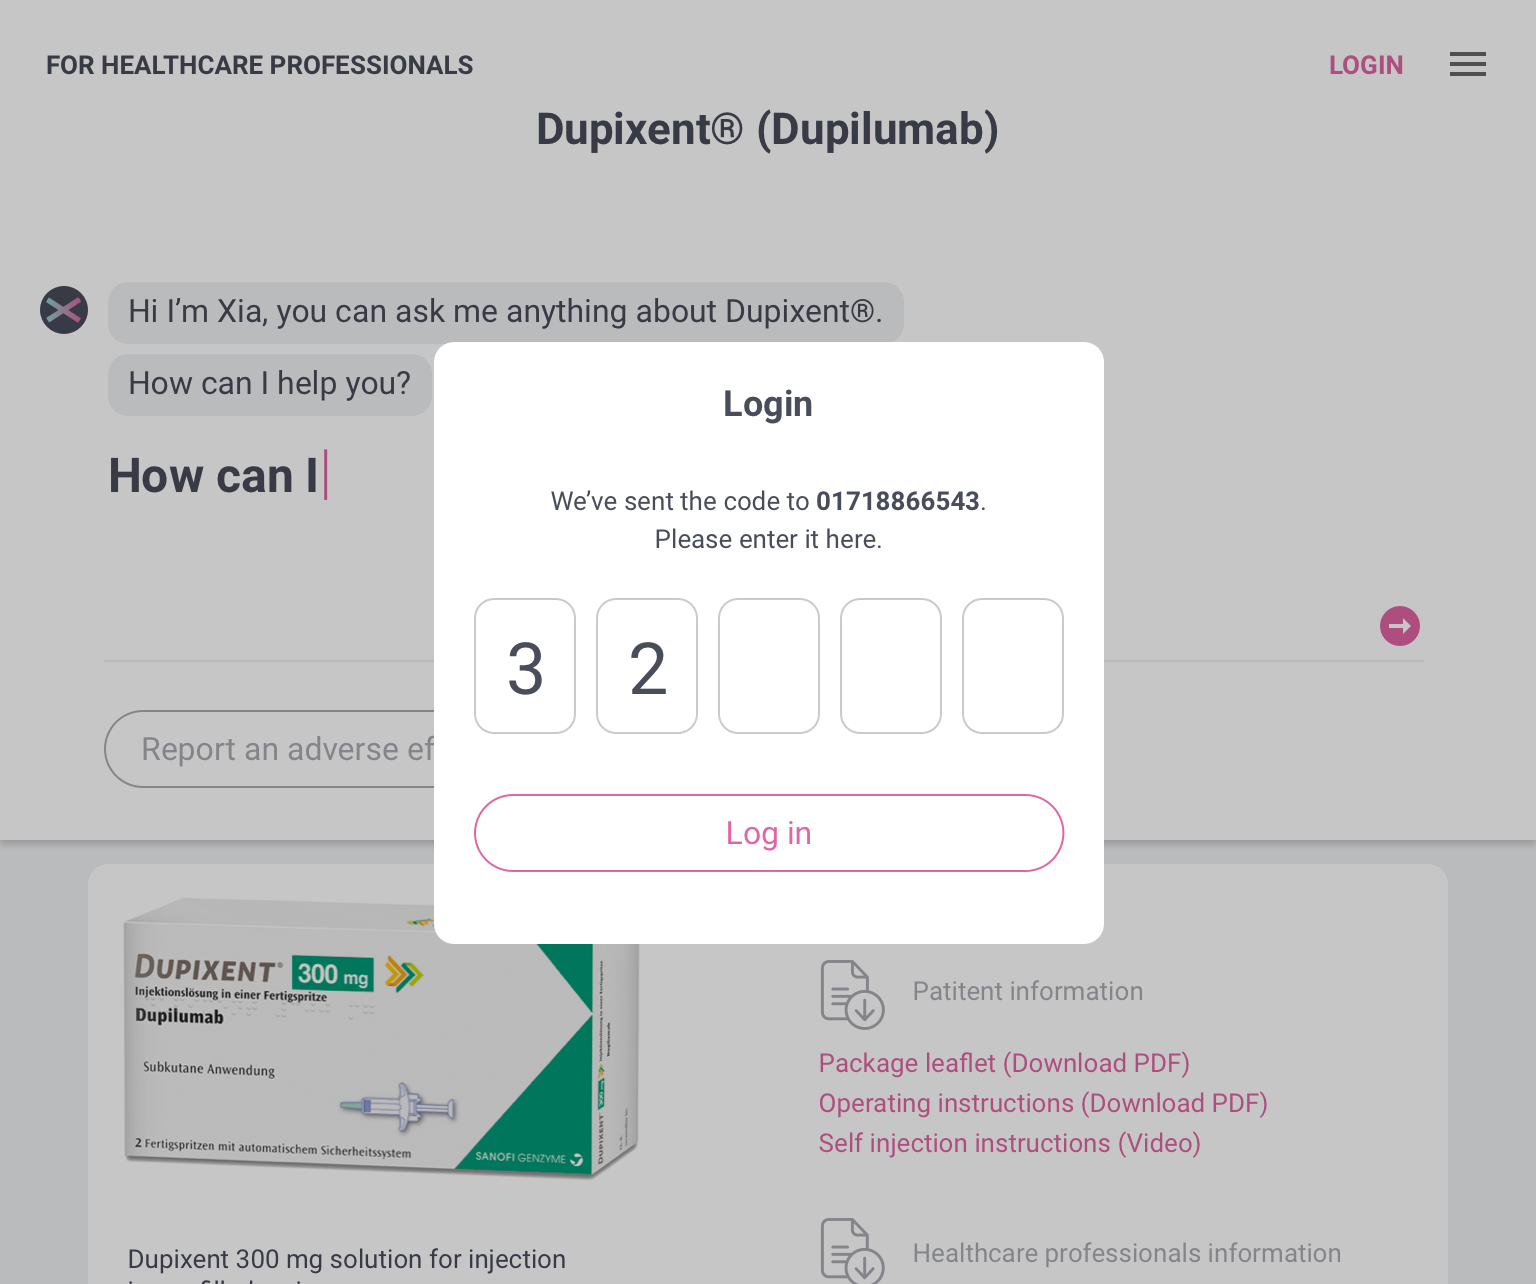 FOR HEALTHCARE PROFESSIONALS
LOGIN
Dupixent® (Dupilumab)
Hi I’m Xia, you can ask me anything about Dupixent®.
How can I help you?
How can I
Login
We’ve sent the code to 01718866543.
Please enter it here.
3 2
Report an adverse ef
Log in
DUPIXENT® 300 mg
Injektionslösung in einer Fertigspritze
Dupilumab
Subkutane Anwendung
2 Fertigspritzen mit automatischem Sicherheitssystem
SANOFI GENZYME
DUPIXENT 300 mg
Dupixent 300 mg solution for injection
Patitent information
Package leaflet (Download PDF)
Operating instructions (Download PDF)
Self injection instructions (Video)
Healthcare professionals information